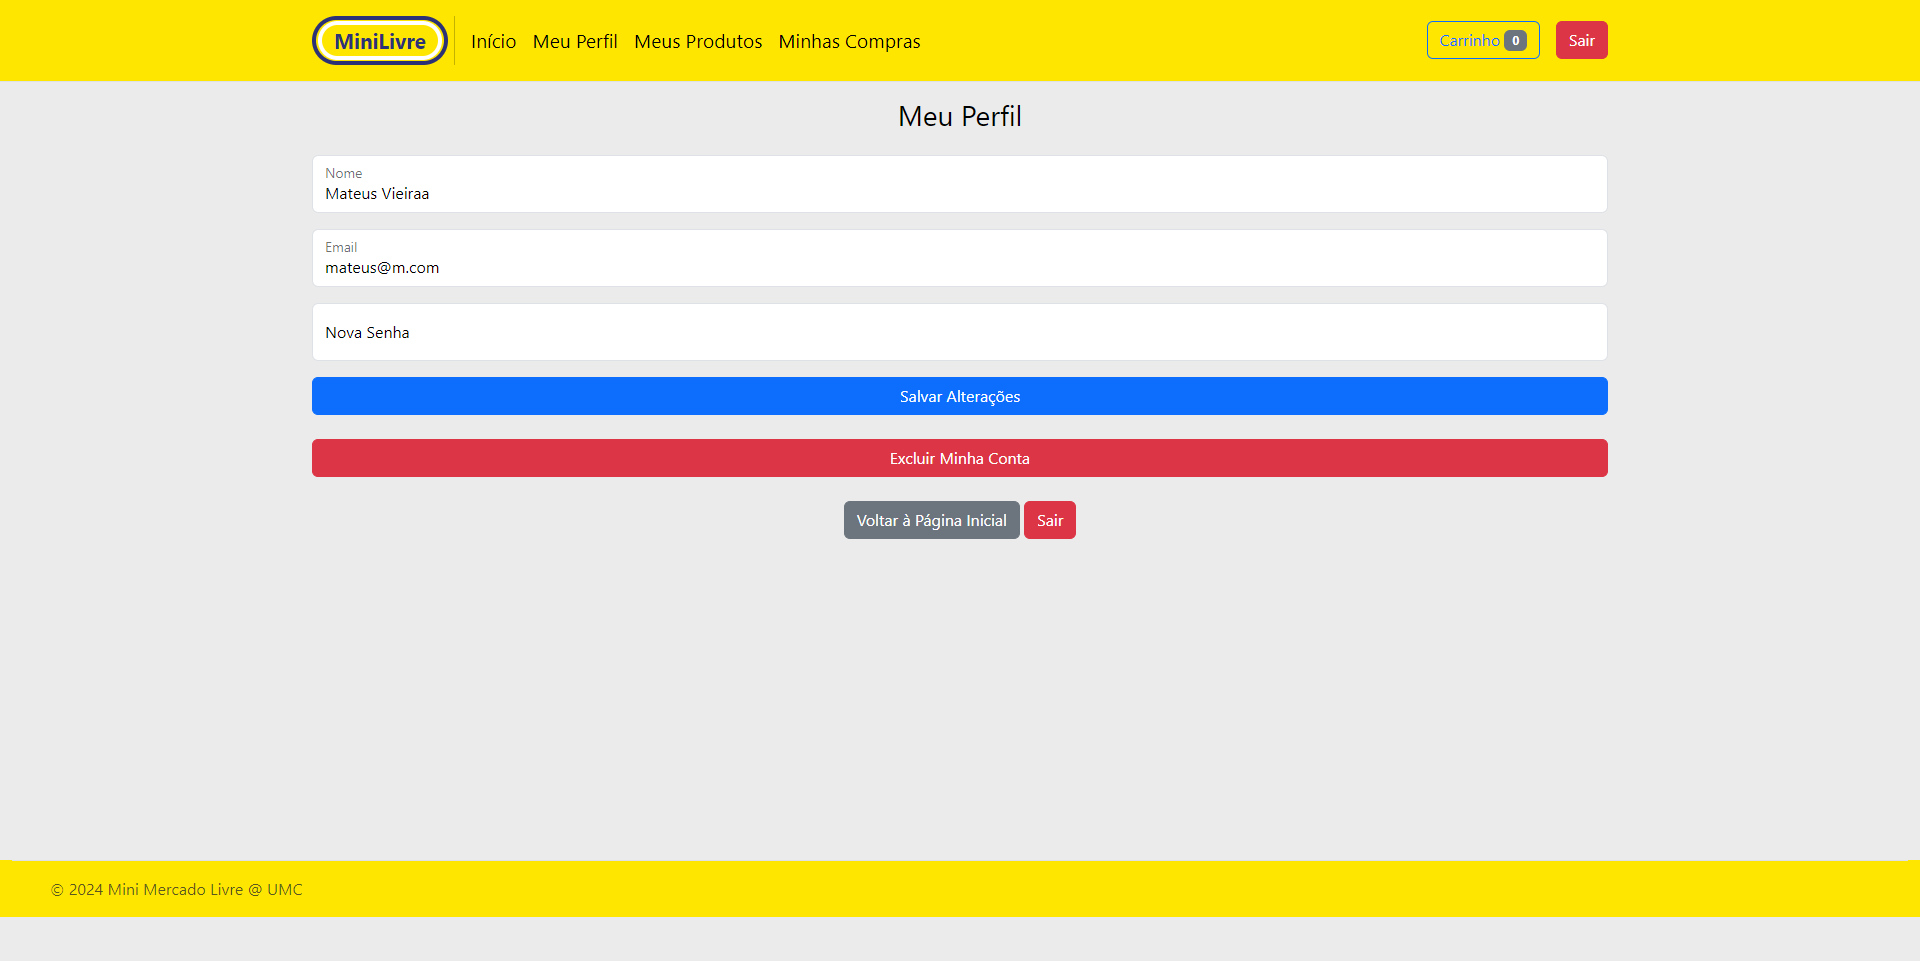 MiniLivre Início Meu Perfil Meus Produtos Minhas Compras Carrinho 0 Sair
Meu Perfil
Nome
Mateus Vieiraa
Email
mateus@m.com
Nova Senha
Salvar Alterações
Excluir Minha Conta
Voltar à Página Inicial Sair
© 2024 Mini Mercado Livre @ UMC